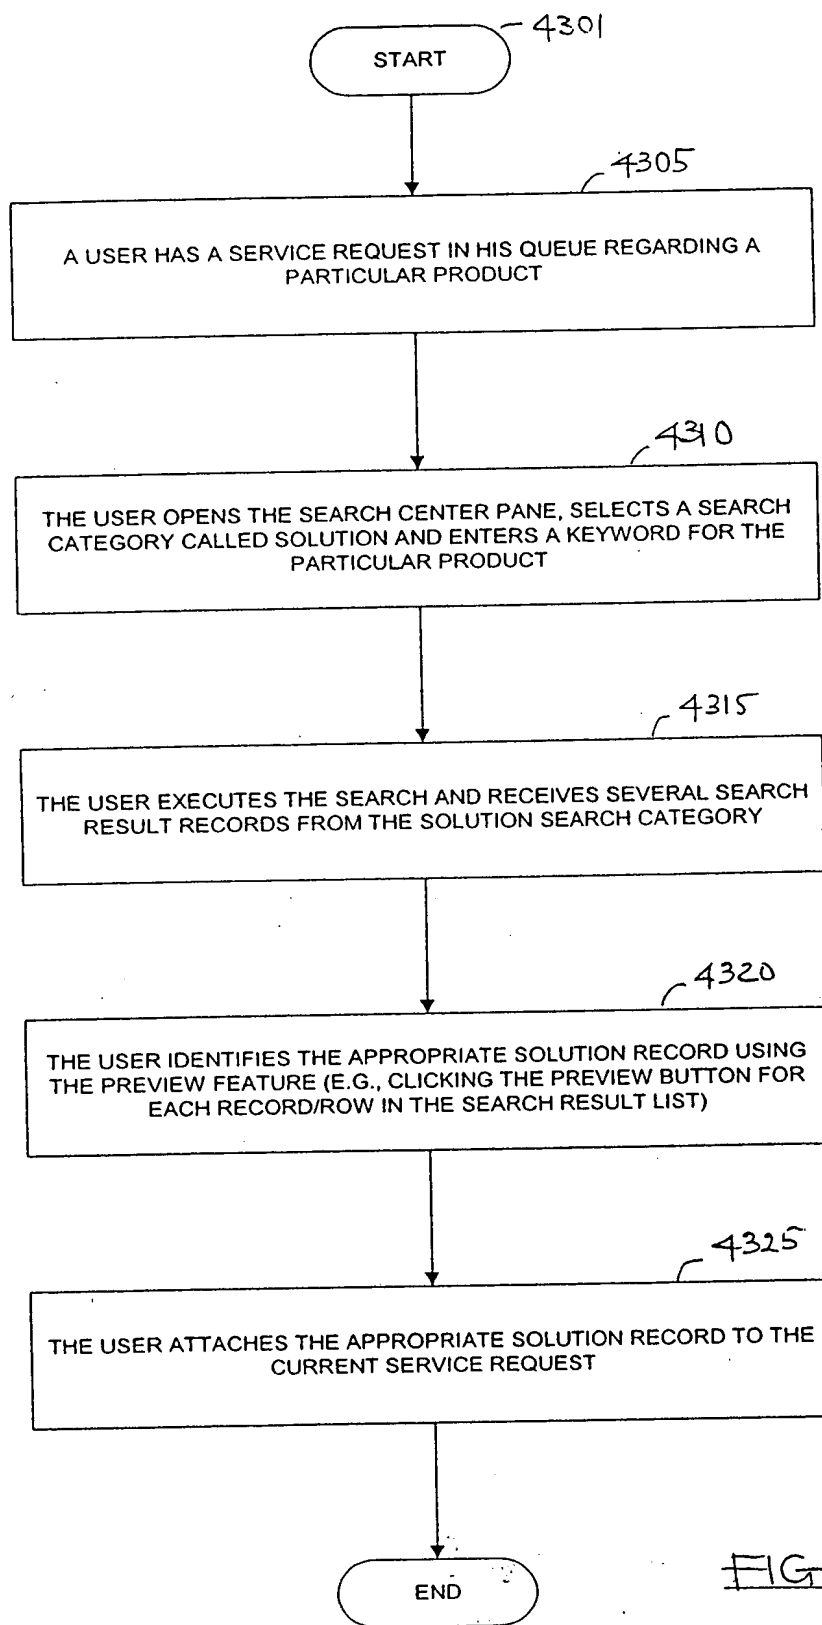 4301
START
4305
A USER HAS A SERVICE REQUEST IN HIS QUEUE REGARDING A
PARTICULAR PRODUCT
4310
THE USER OPENS THE SEARCH CENTER PANE, SELECTS A SEARCH
CATEGORY CALLED SOLUTION AND ENTERS A KEYWORD FOR THE
PARTICULAR PRODUCT
4315
THE USER EXECUTES THE SEARCH AND RECEIVES SEVERAL SEARCH
RESULT RECORDS FROM THE SOLUTION SEARCH CATEGORY
4320
THE USER IDENTIFIES THE APPROPRIATE SOLUTION RECORD USING
THE PREVIEW FEATURE (E.G., CLICKING THE PREVIEW BUTTON FOR
EACH RECORD/ROW IN THE SEARCH RESULT LIST)
4325
THE USER ATTACHES THE APPROPRIATE SOLUTION RECORD TO THE
CURRENT SERVICE REQUEST
END
FIG